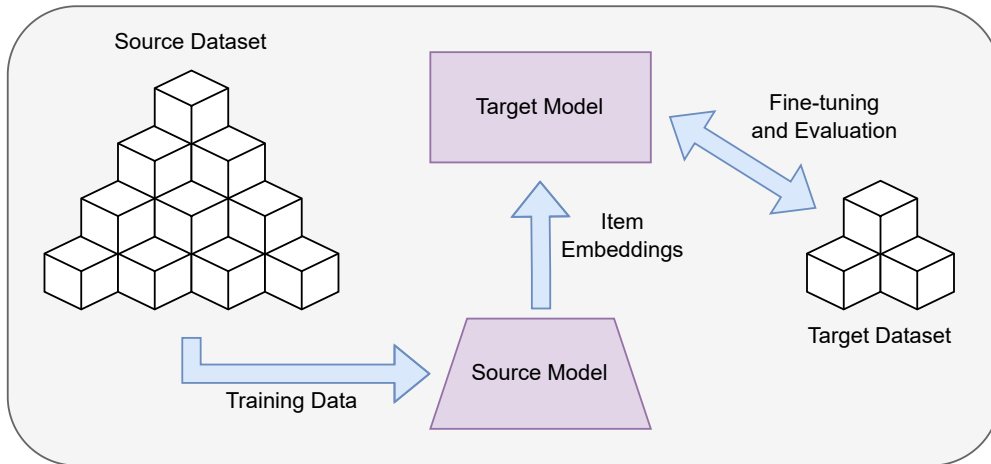 Source Dataset
Target Model
Fine-tuning
and Evaluation
Item
Embeddings
Target Dataset
Source Model
Training Data